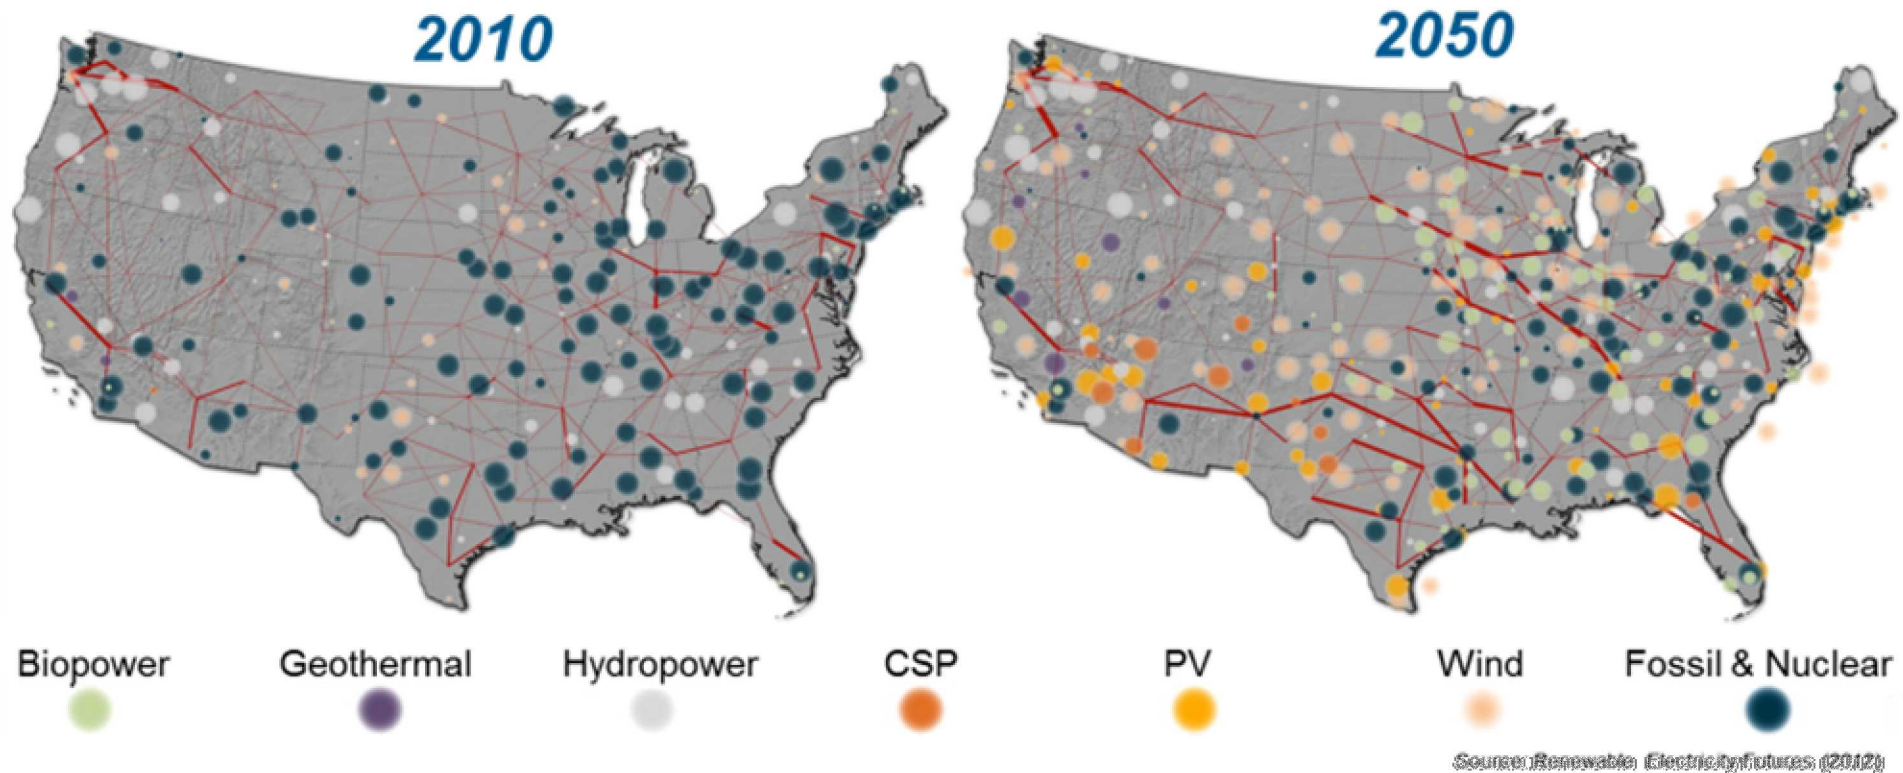 2010
2050
Biopower Geothermal Hydropower CSP PV Wind Fossil & Nuclear
Source: Renewable Electricity Futures (2012)